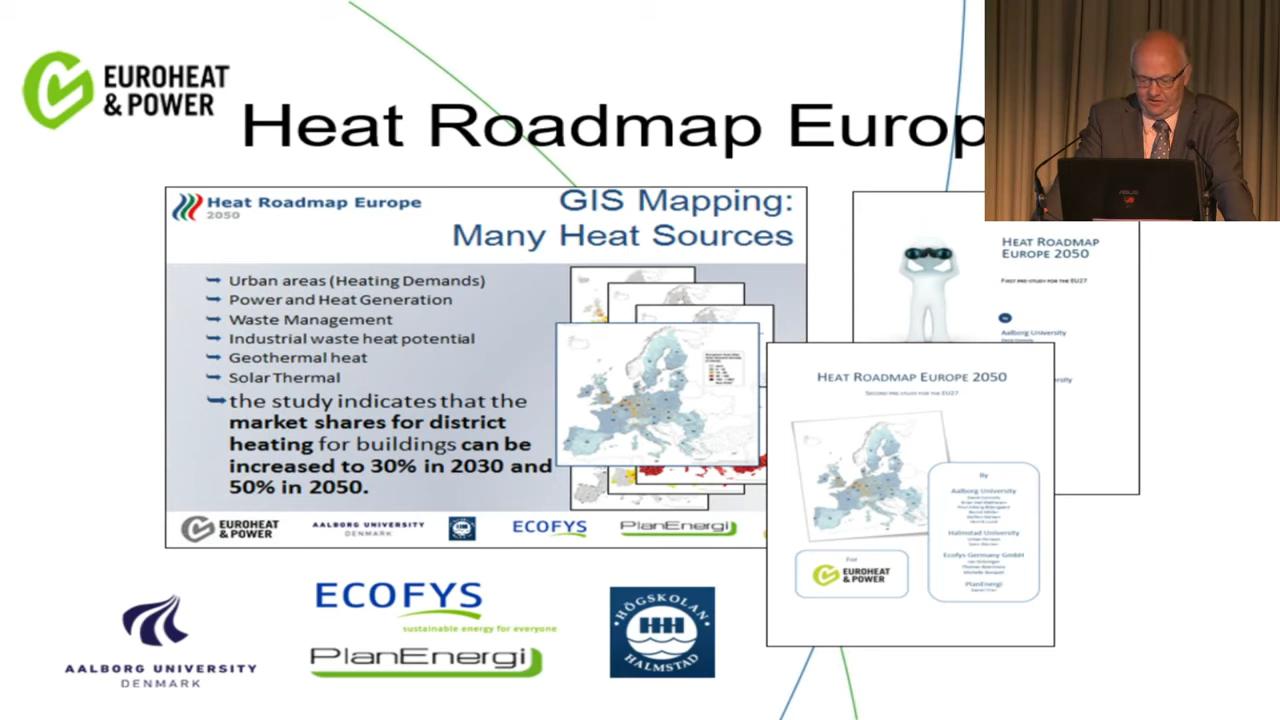 EUROHEAT
& POWER
Heat Roadmap Europ
Heat Roadmap Europe
2050
GIS Mapping:
Many Heat Sources
Urban areas (Heating Demands)
Power and Heat Generation
Waste Management
Industrial waste heat potential
Geothermal heat
Solar Thermal
the study indicates that the
market shares for district
heating for buildings can be
increased to 30% in 2030 and
50% in 2050.
EUROHEAT
& POWER
AALBORG UNIVERSITY
DENMARK
ECOFYS
PlanEnergi
HEAT ROADMAP
EUROPE 2050
FIRST PRE-STUDY FOR THE EU27
by
Aalborg University
HEAT ROADMAP EUROPE 2050
SECOND PRE-STUDY FOR THE EU27
By
Aalborg University
Halmstad University
Ecofys Germany GmbH
PlanEnergi
For
EUROHEAT
& POWER
AALBORG UNIVERSITY
DENMARK
ECOFYS
sustainable energy for everyone
PlanEnergi
HÖGSKOLAN
HALMSTAD
ASUS